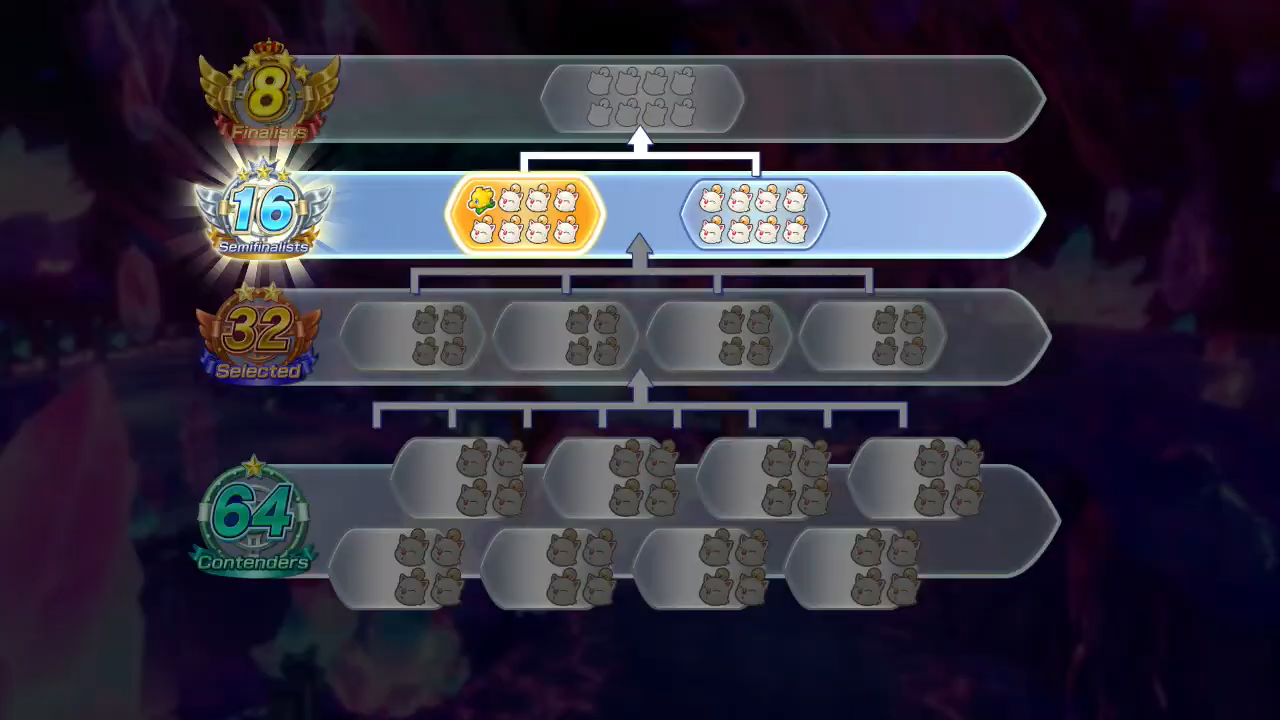 8
Finalists
16
Semifinalists
32
Selected
64
Contenders